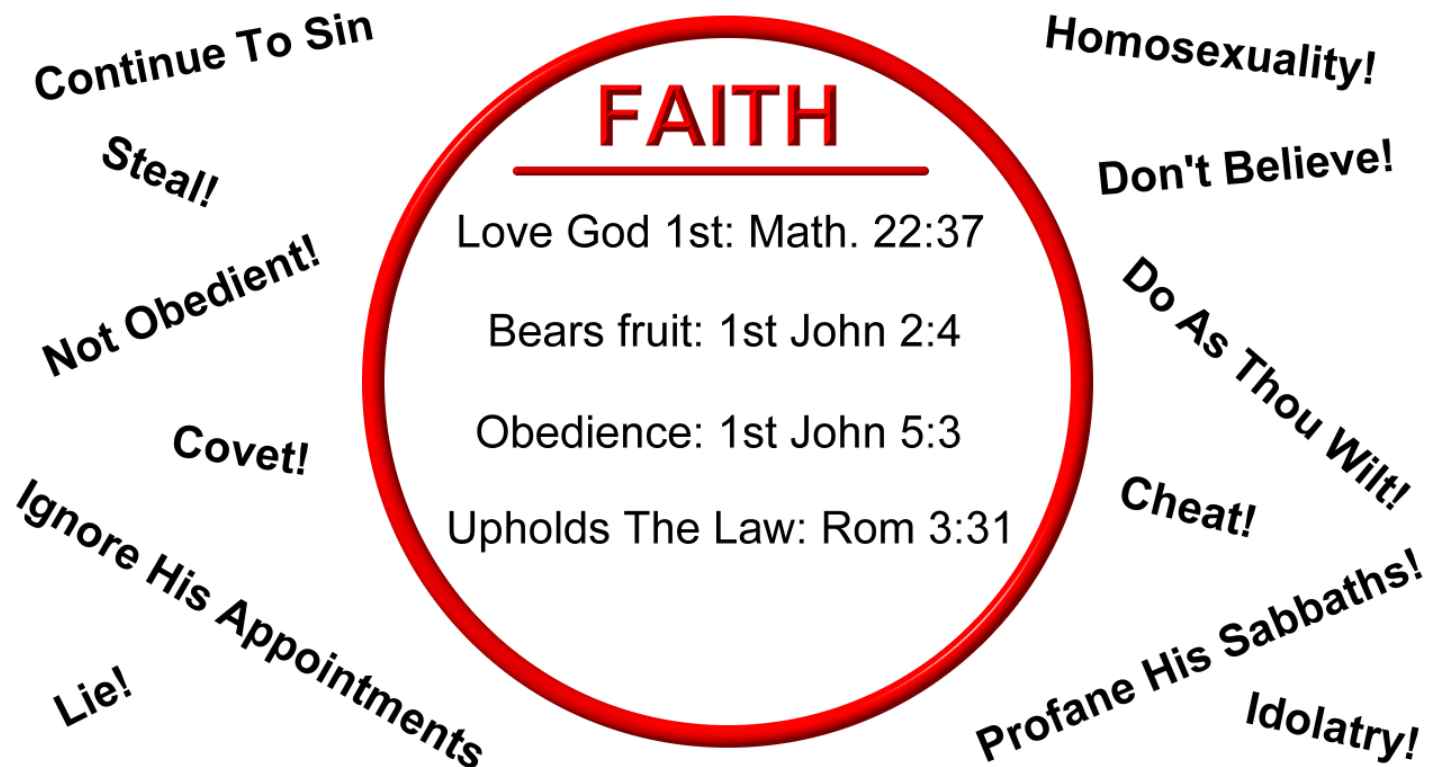 Continue To Sin
Steal!
Not Obedient!
Covet!
Ignore His Appointments
Lie!
FAITH
Love God 1st: Math. 22:37
Bears fruit: 1st John 2:4
Obedience: 1st John 5:3
Upholds The Law: Rom 3:31
Homosexuality!
Don't Believe!
Do As Thou Wilt!
Cheat!
Profane His Sabbaths!
Idolatry!